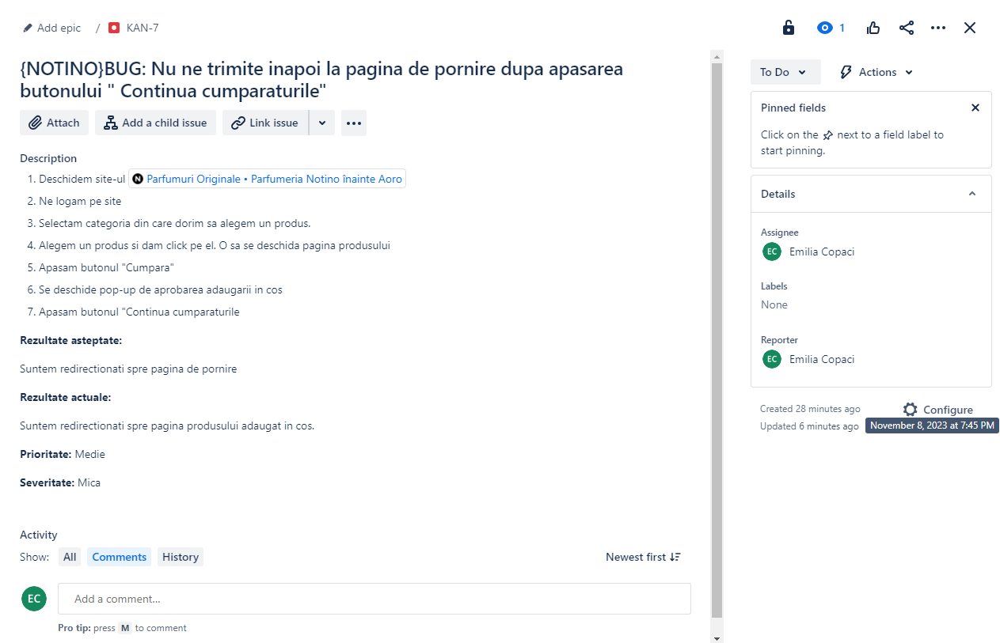 Add epic / KAN-7
1
{NOTINO}BUG: Nu ne trimite inapoi la pagina de pornire dupa apasarea
butonului " Continua cumparaturile"
Attach
Add a child issue
Link issue
Description
1. Deschidem site-ul N Parfumuri Originale • Parfumeria Notino înainte Aoro
2. Ne logam pe site
3. Selectam categoria din care dorim sa alegem un produs.
4. Alegem un produs si dam click pe el. O sa se deschida pagina produsului
5. Apasam butonul "Cumpara"
6. Se deschide pop-up de aprobarea adaugarii in cos
7. Apasam butonul "Continua cumparaturile
Rezultate asteptate:
Suntem redirectionati spre pagina de pornire
Rezultate actuale:
Suntem redirectionati spre pagina produsului adaugat in cos.
Prioritate: Medie
Severitate: Mica
Activity
Show: All Comments History
Newest first
EC
Add a comment...
Pro tip: press M to comment
To Do
Actions
Pinned fields
Click on the next to a field label to
start pinning.
Details
Assignee
EC Emilia Copaci
Labels
None
Reporter
EC Emilia Copaci
Created 28 minutes ago
Configure
Updated 6 minutes ago
November 8, 2023 at 7:45 PM